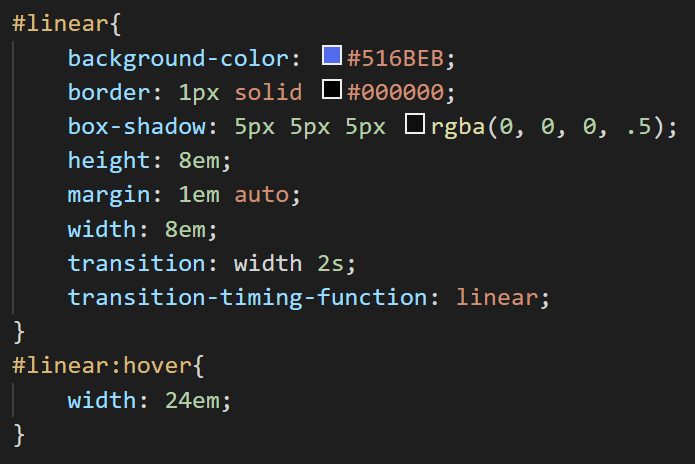 #linear{
    background-color: #516BEB;
    border: 1px solid #000000;
    box-shadow: 5px 5px 5px rgba(0, 0, 0, .5);
    height: 8em;
    margin: 1em auto;
    width: 8em;
    transition: width 2s;
    transition-timing-function: linear;
}
#linear:hover{
    width: 24em;
}